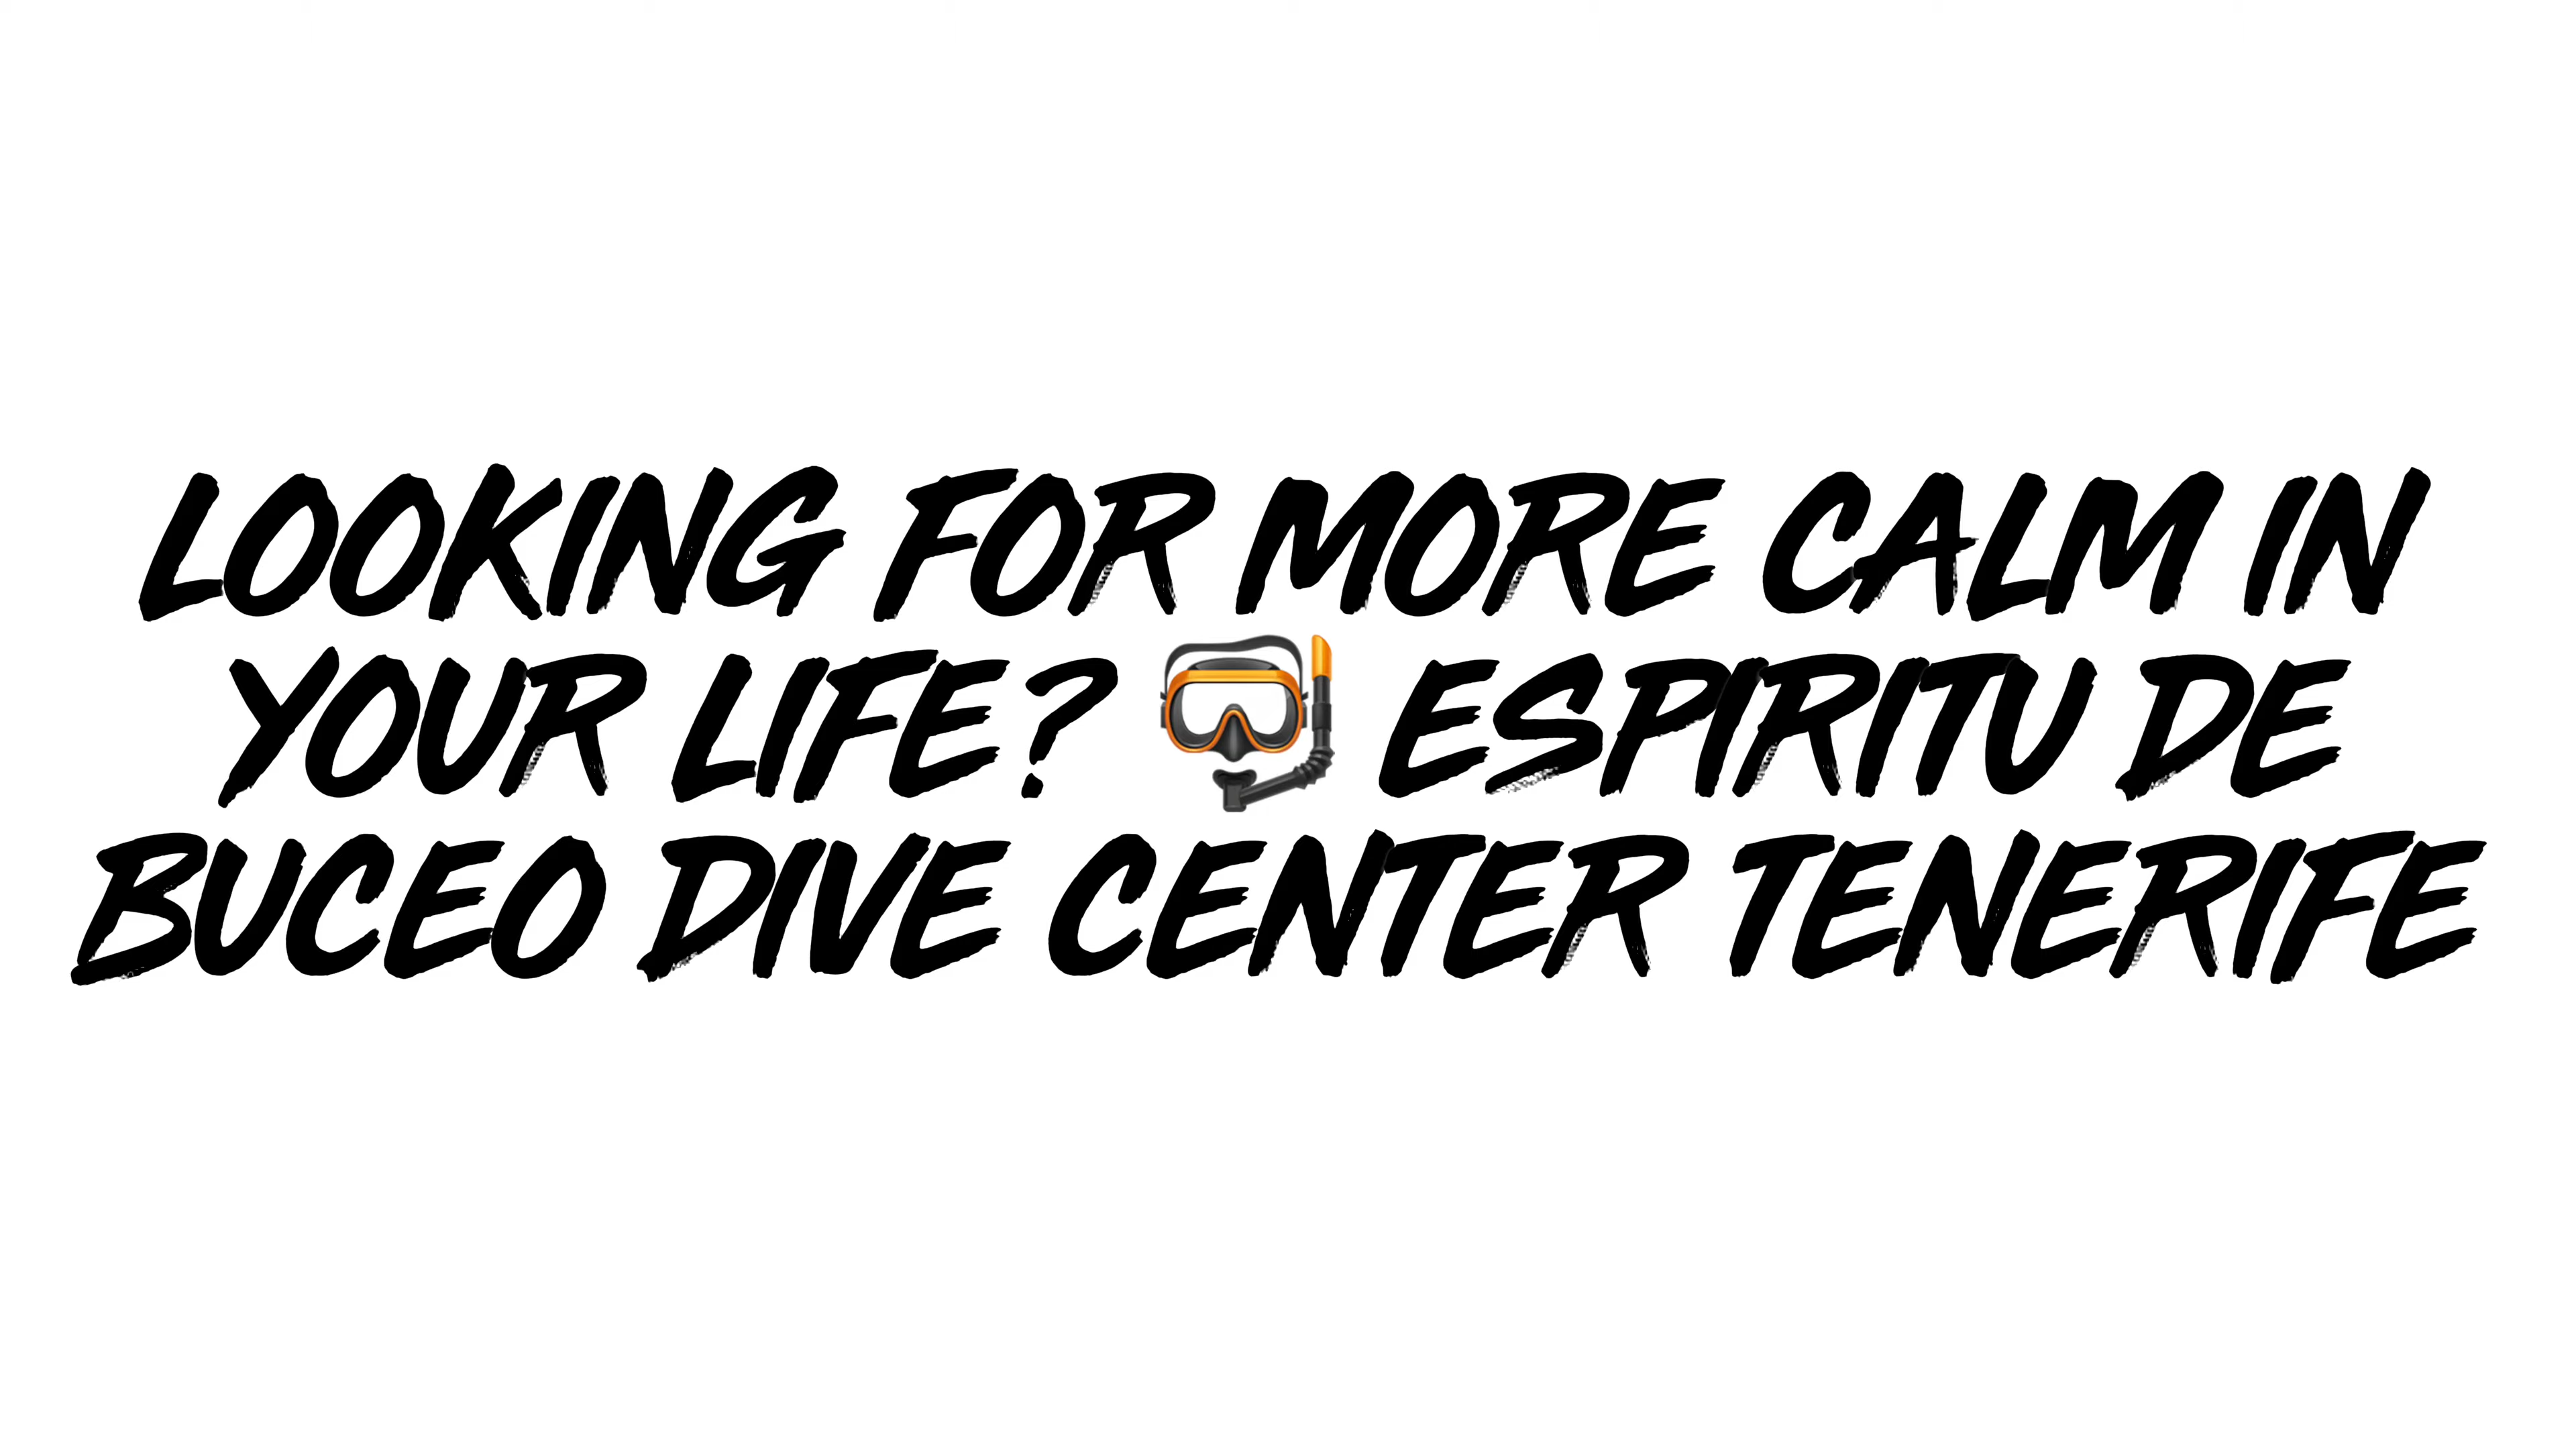 LOOKING FOR MORE CALM IN
YOUR LIFE? 🤿 ESPIRITU DE
BUCEO DIVE CENTER TENERIFE